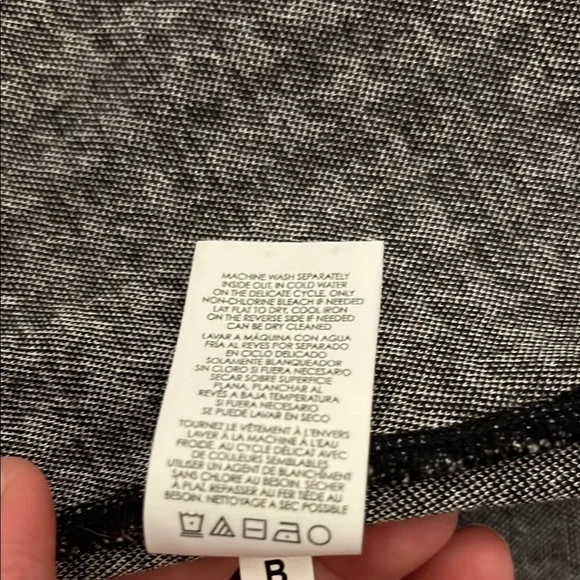 MACHINE WASH SEPARATELY
INSIDE OUT, IN COLD WATER
ON THE DELICATE CYCLE. ONLY
NON-CHLORINE BLEACH IF NEEDED
LAY FLAT TO DRY, COOL IRON
ON THE REVERSE SIDE IF NEEDED
CAN BE DRY CLEANED
LAVAR A MÁQUINA CON AGUA
FRÍA AL REVES POR SEPARADO
EN CICLO DELICADO
SOLAMENTE BLANQUEADOR
SIN CLORO SI FUERA NECESARIO
SECAR SOBRE SUPERFICIE
PLANA. PLANCHAR AL
REVÉS A BAJA TEMPERATURA
SI FUERA NECESARIO
SE PUEDE LAVAR EN SECO
TOURNEZ LE VÊTEMENT À L'ENVERS
LAVER À LA MACHINE À L'EAU
FROIDE AU CYCLE DÉLICAT AVEC
DE COULEURS SEMBLABLES
UTILISER UN AGENT DE BLANCHIMENT
SANS CHLORE AU BESOIN. SÉCHER
À PLAT, REPASSER AU FER TIÈDE AU
BESOIN, NETTOYAGE À SEC POSSIBLE
B